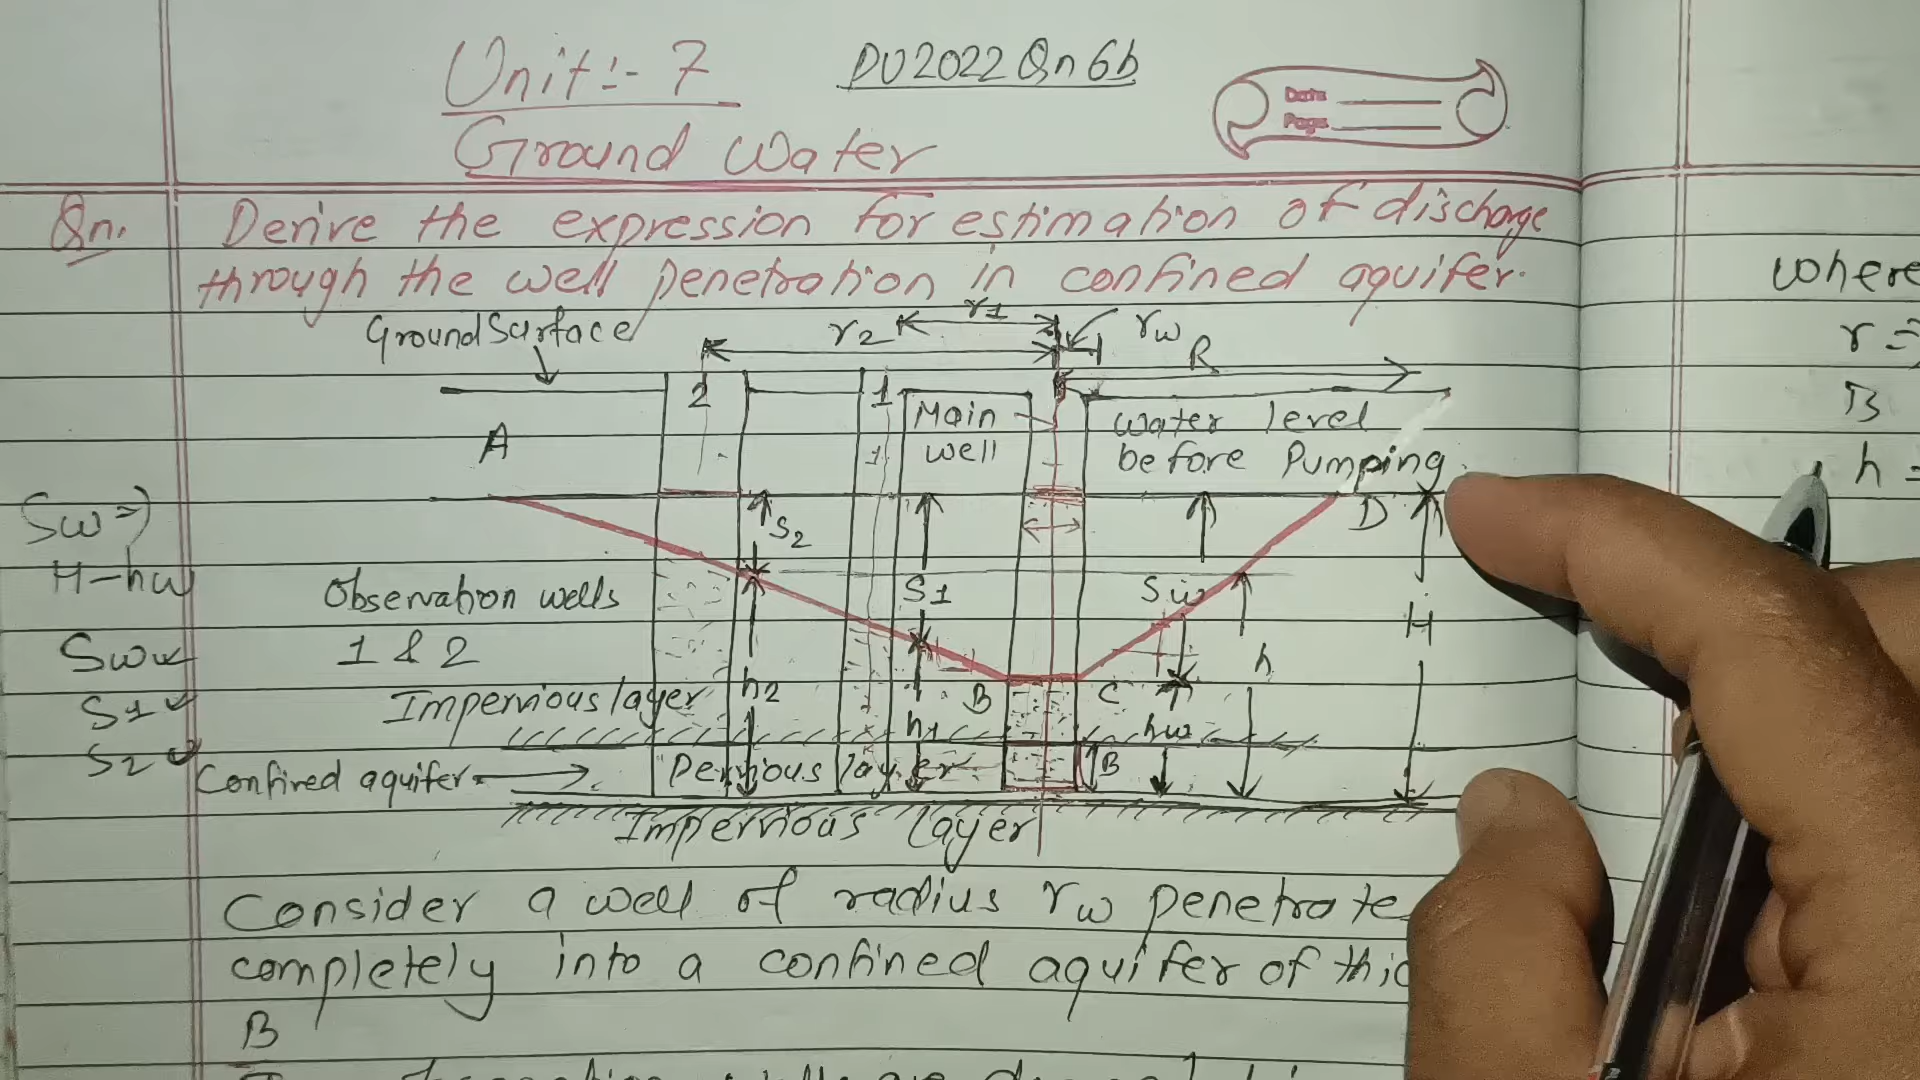 Unit:- 7
PU 2022 Qn 6b
Date
Page
Ground Water
Qn. Derive the expression for estimation of discharge
through the well penetration in confined aquifer.
where
Ground Surface
r2
r1
rw
R
r =>
2
1
Main
well
Water level
before Pumping
B
A
1
h =
D
Sw =>
H-hw
S2
S1
Sw
H
h
Observation wells
1 & 2
Sw
S1
S2
Impervious layer
h2
h1
B
C
hw
Confined aquifer
Pervious layer
B
Impervious layer
Consider a well of radius rw penetrate
completely into a confined aquifer of thic
B